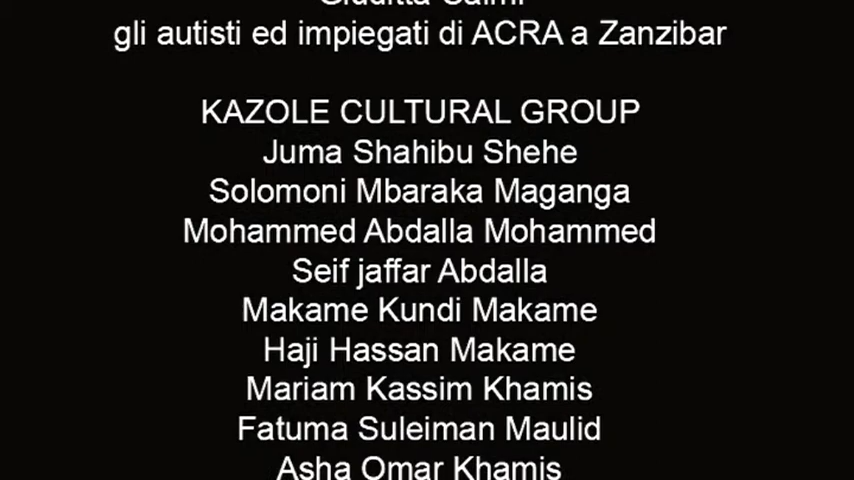 gli autisti ed impiegati di ACRA a Zanzibar
KAZOLE CULTURAL GROUP
Juma Shahibu Shehe
Solomoni Mbaraka Maganga
Mohammed Abdalla Mohammed
Seif jaffar Abdalla
Makame Kundi Makame
Haji Hassan Makame
Mariam Kassim Khamis
Fatuma Suleiman Maulid
Asha Omar Khamis